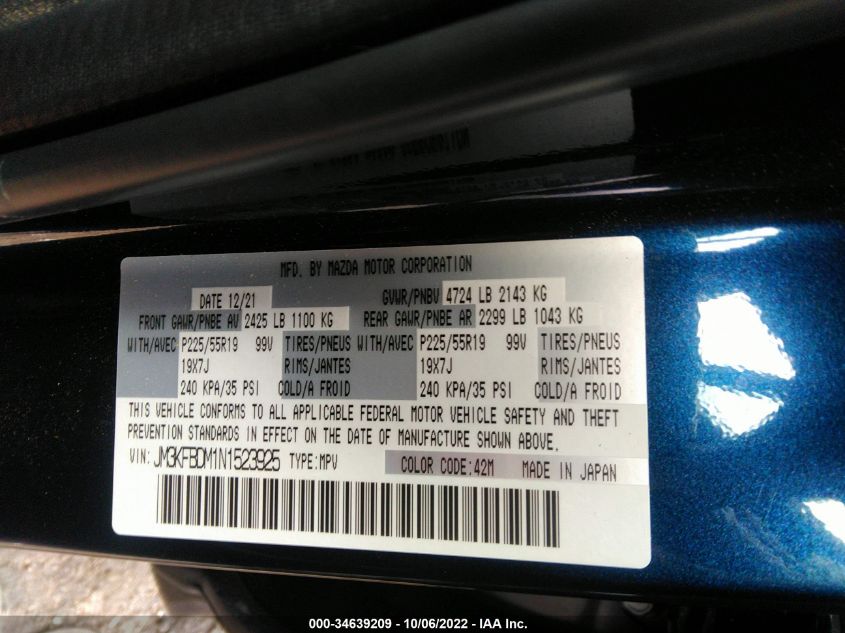 MFD. BY MAZDA MOTOR CORPORATION
DATE 12/21 GVWR/PNBV 4724 LB 2143 KG
FRONT GAWR/PNBE AV 2425 LB 1100 KG REAR GAWR/PNBE AR 2299 LB 1043 KG
WITH/AVEC P225/55R19 99V TIRES/PNEUS WITH/AVEC P225/55R19 99V TIRES/PNEUS
19X7J RIMS/JANTES 19X7J RIMS/JANTES
240 KPA/35 PSI COLD/A FROID 240 KPA/35 PSI COLD/A FROID
THIS VEHICLE CONFORMS TO ALL APPLICABLE FEDERAL MOTOR VEHICLE SAFETY AND THEFT
PREVENTION STANDARDS IN EFFECT ON THE DATE OF MANUFACTURE SHOWN ABOVE.
VIN: JM3KFBDM1N1523925 TYPE:MPV COLOR CODE:42M MADE IN JAPAN
000-34639209 - 10/06/2022 - IAA Inc.